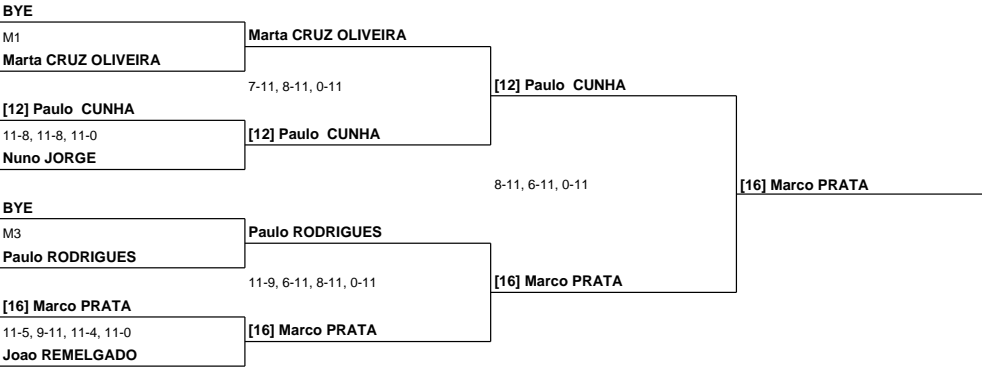 BYE
M1
Marta CRUZ OLIVEIRA
Marta CRUZ OLIVEIRA
7-11, 8-11, 0-11
[12] Paulo CUNHA
[12] Paulo CUNHA
11-8, 11-8, 11-0
[12] Paulo CUNHA
Nuno JORGE
8-11, 6-11, 0-11
[16] Marco PRATA
BYE
M3
Paulo RODRIGUES
Paulo RODRIGUES
11-9, 6-11, 8-11, 0-11
[16] Marco PRATA
[16] Marco PRATA
11-5, 9-11, 11-4, 11-0
[16] Marco PRATA
Joao REMELGADO